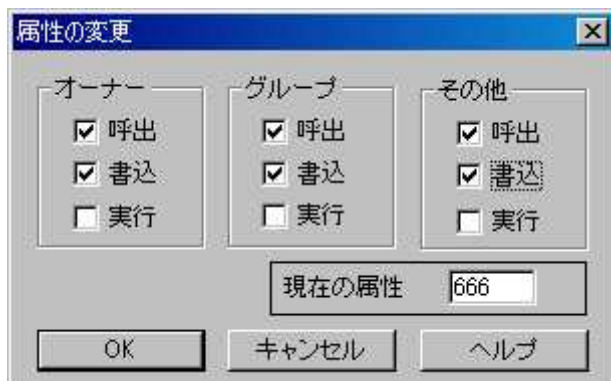 属性の変更
オーナー
呼出
書込
実行
グループ
呼出
書込
実行
その他
呼出
書込
実行
現在の属性 666
OK キャンセル ヘルプ